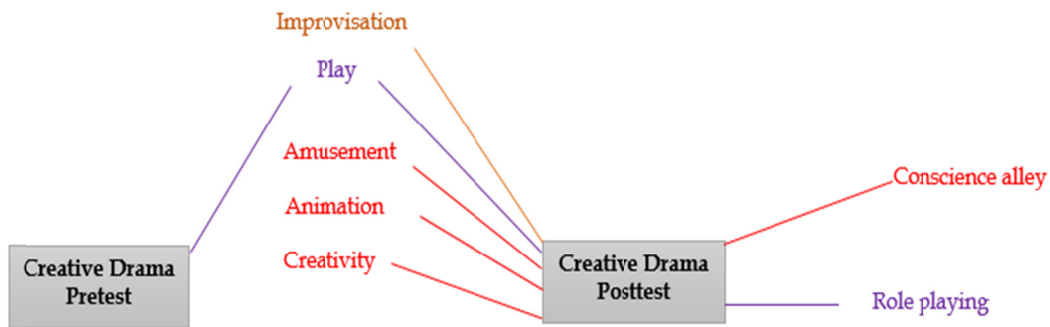 Improvisation
Play
Amusement
Conscience alley
Animation
Creativity
Creative Drama
Pretest
Creative Drama
Posttest
Role playing